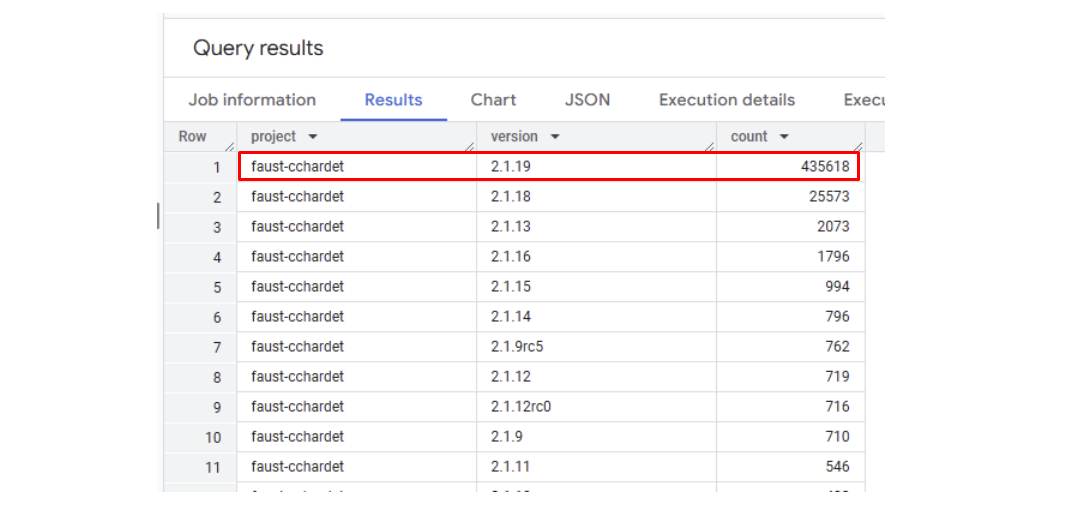 Query results
Job information Results Chart JSON Execution details Execu
Row project version count
1 faust-cchardet 2.1.19 435618
2 faust-cchardet 2.1.18 25573
3 faust-cchardet 2.1.13 2073
4 faust-cchardet 2.1.16 1796
5 faust-cchardet 2.1.15 994
6 faust-cchardet 2.1.14 796
7 faust-cchardet 2.1.9rc5 762
8 faust-cchardet 2.1.12 719
9 faust-cchardet 2.1.12rc0 716
10 faust-cchardet 2.1.9 710
11 faust-cchardet 2.1.11 546